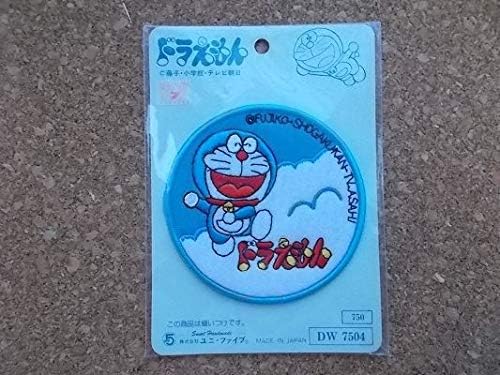 ドラえもん
©藤子・小学館・テレビ朝日
©FUJIKO-SHOGAKUKAN-TV.ASAHI
ドラえもん
この商品は縫いつけです。
Sweet Handmade
株式会社 ユニ・ファイブ
MADE IN JAPAN
750
DW 7504